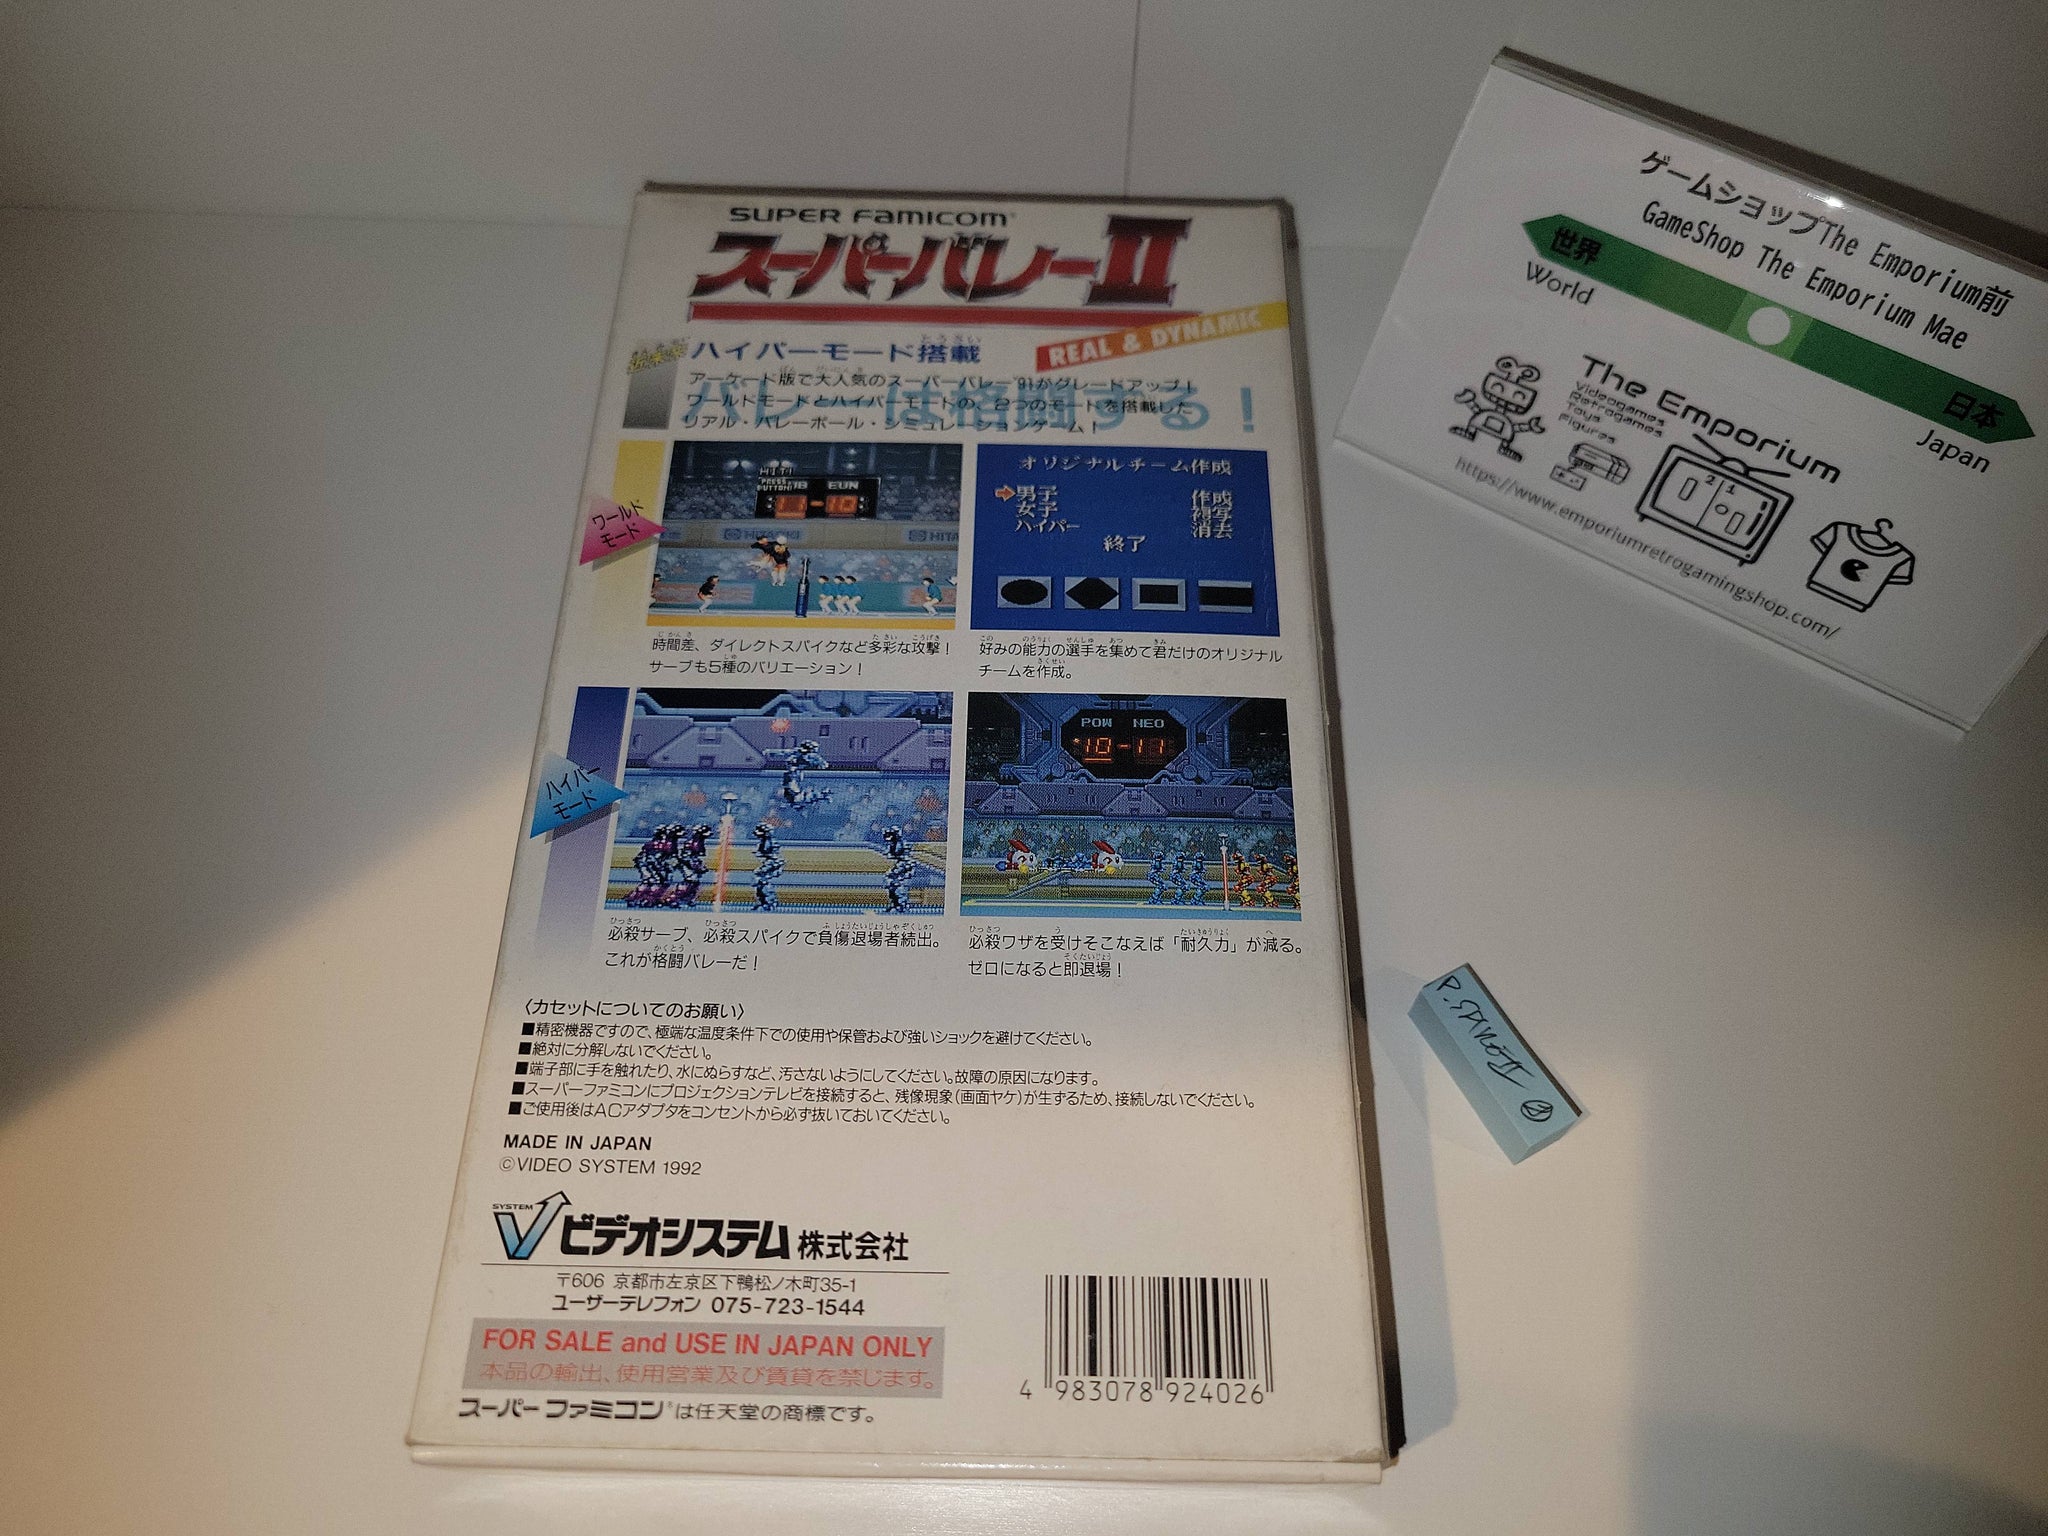 SUPER FAMICOM
スーパーバレーII
REAL & DYNAMIC
ハイパーモード搭載
バレーは格闘する!
アーケード版で大人気のスーパーバレー'91がグレードアップ!
ワールドモードとハイパーモードの、2つのモードを搭載した
リアル・バレーボール・シミュレーションゲーム!
ワールド
モード
PRESS
BUTTON!
EUN
11-10
HITA
オリジナルチーム作成
男子 作成
女子 複写
ハイパー 消去
終了
時間差、ダイレクトスパイクなど多彩な攻撃!
サーブも5種のバリエーション!
好みの能力の選手を集めて君だけのオリジナル
チームを作成。
ハイパー
モード
POW NEO
10-11
必殺サーブ、必殺スパイクで負傷退場者続出。
これが格闘バレーだ!
必殺ワザを受けそこなえば「耐久力」が減る。
ゼロになると即退場!
〈カセットについてのお願い〉
■精密機器ですので、極端な温度条件下での使用や保管および強いショックを避けてください。
■絶対に分解しないでください。
■端子部に手を触れたり、水にぬらすなど、汚さないようにしてください。故障の原因になります。
■スーパーファミコンにプロジェクションテレビを接続すると、残像現象(画面ヤケ)が生ずるため、接続しないでください。
■ご使用後はACアダプタをコンセントから必ず抜いておいてください。
MADE IN JAPAN
©VIDEO SYSTEM 1992
SYSTEM
ビデオシステム株式会社
〒606 京都市左京区下鴨松ノ木町35-1
ユーザーテレフォン 075-723-1544
FOR SALE and USE IN JAPAN ONLY
本品の輸出、使用営業及び賃貸を禁じます。
スーパーファミコン®は任天堂の商標です。
4 983078 924026
ゲームショップThe Emporium前
GameShop The Emporium Mae
世界
World
日本
Japan
The Emporium
Videogames
Retrogames
Toys
Figures
https://www.emporiumretrogamingshop.com/
2 1